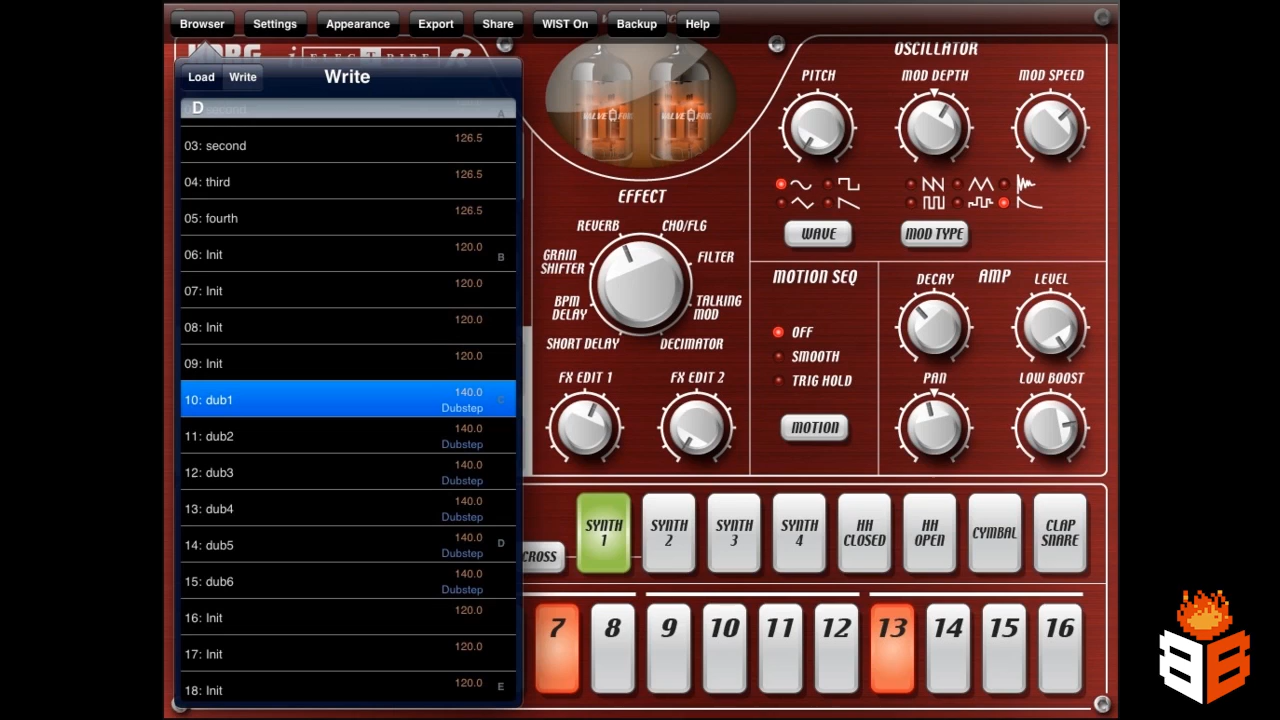 Browser Settings Appearance Export Share WIST On Backup Help
KORG ELECTRIBE R
Load Write Write
D
second
A
03: second 126.5
04: third 126.5
05: fourth 126.5
06: Init 120.0
B
07: Init 120.0
08: Init 120.0
09: Init 120.0
10: dub1 140.0
Dubstep
C
11: dub2 140.0
Dubstep
12: dub3 140.0
Dubstep
13: dub4 140.0
Dubstep
14: dub5 140.0
Dubstep
D
15: dub6 140.0
Dubstep
16: Init 120.0
17: Init 120.0
18: Init 120.0
E
VALVE FORCE
EFFECT
REVERB CHO/FLG
GRAIN SHIFTER FILTER
BPM DELAY TALKING MOD
SHORT DELAY DECIMATOR
FX EDIT 1 FX EDIT 2
OSCILLATOR
PITCH MOD DEPTH MOD SPEED
WAVE MOD TYPE
MOTION SEQ
OFF
SMOOTH
TRIG HOLD
MOTION
AMP
DECAY LEVEL
PAN LOW BOOST
CROSS
SYNTH 1
SYNTH 2
SYNTH 3
SYNTH 4
HH CLOSED
HH OPEN
CYMBAL
CLAP SNARE
7 8 9 10 11 12 13 14 15 16
BB